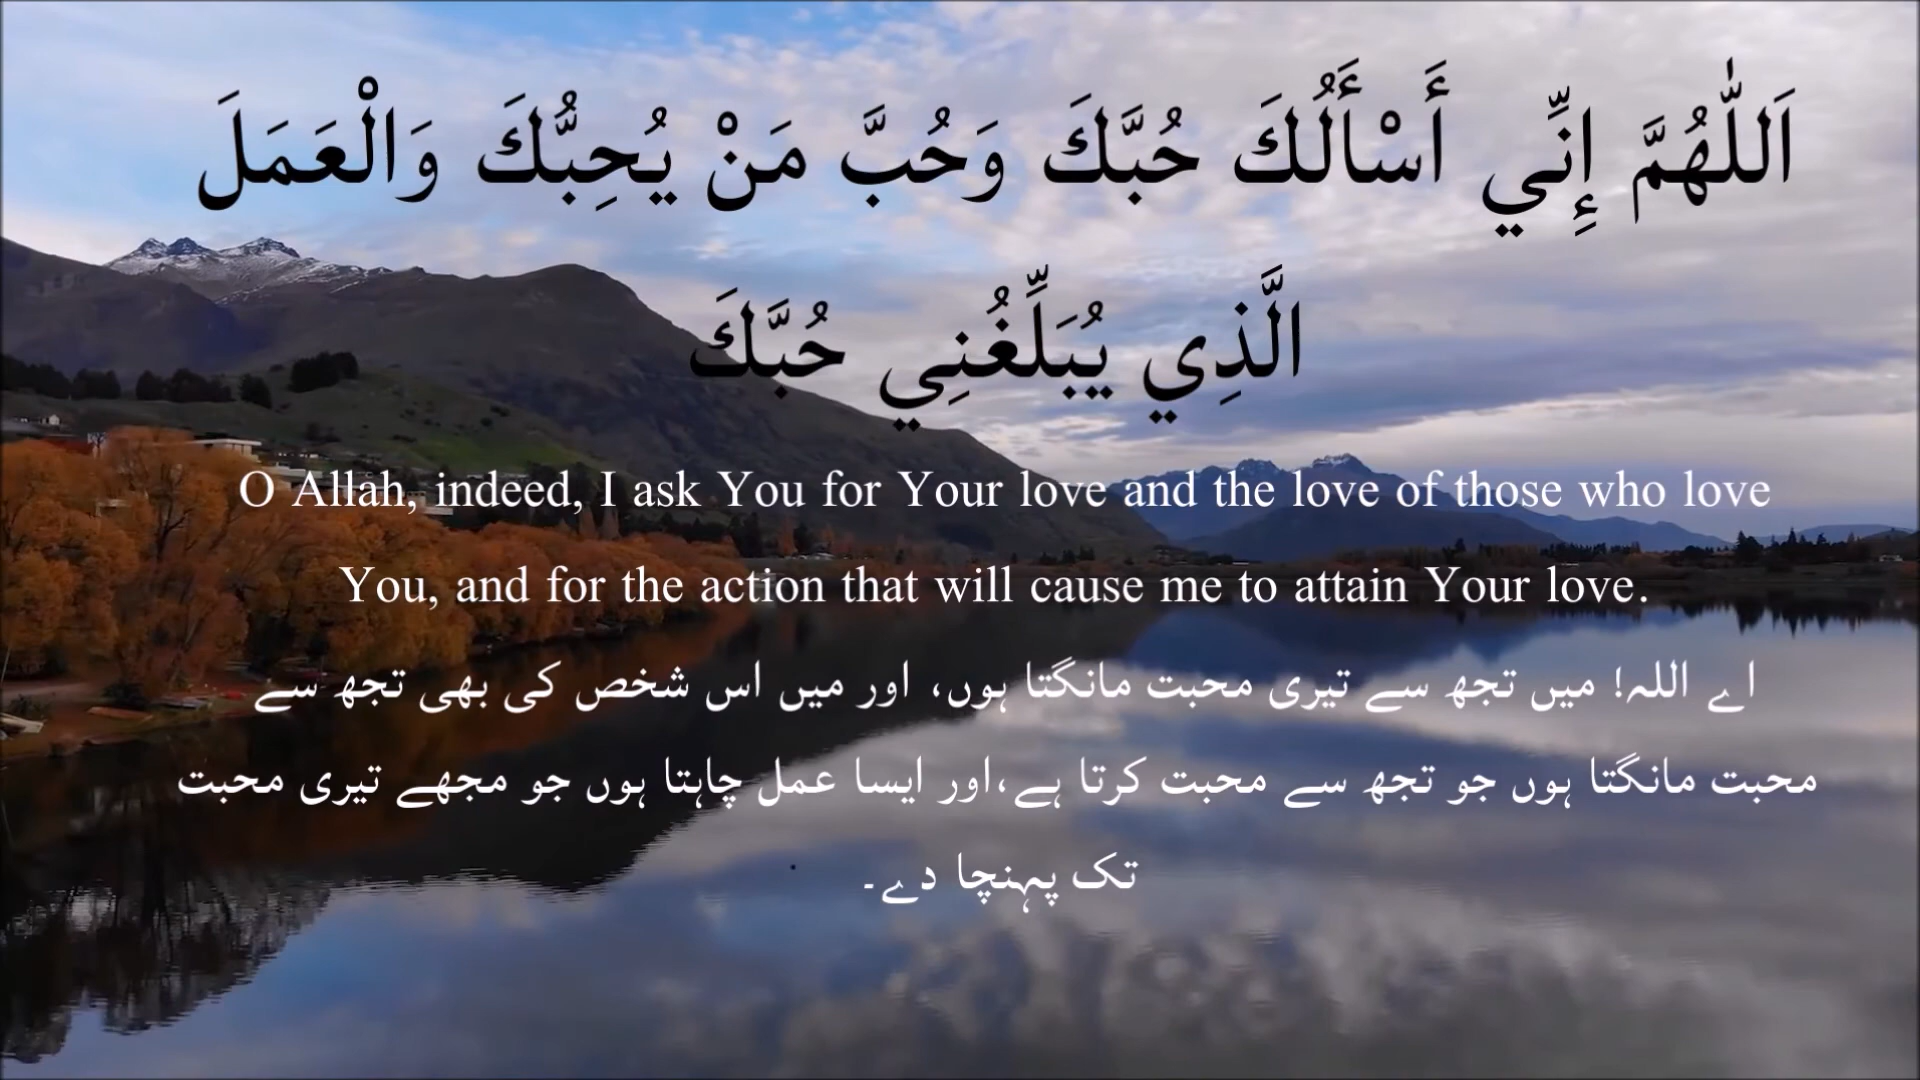 اَللّٰهُمَّ إِنِّي أَسْأَلُكَ حُبَّكَ وَحُبَّ مَنْ يُحِبُّكَ وَالْعَمَلَ
الَّذِي يُبَلِّغُنِي حُبَّكَ
O Allah, indeed, I ask You for Your love and the love of those who love
You, and for the action that will cause me to attain Your love.
اے اللہ! میں تجھ سے تیری محبت مانگتا ہوں، اور میں اس شخص کی بھی تجھ سے
محبت مانگتا ہوں جو تجھ سے محبت کرتا ہے،اور ایسا عمل چاہتا ہوں جو مجھے تیری محبت
تک پہنچا دے۔